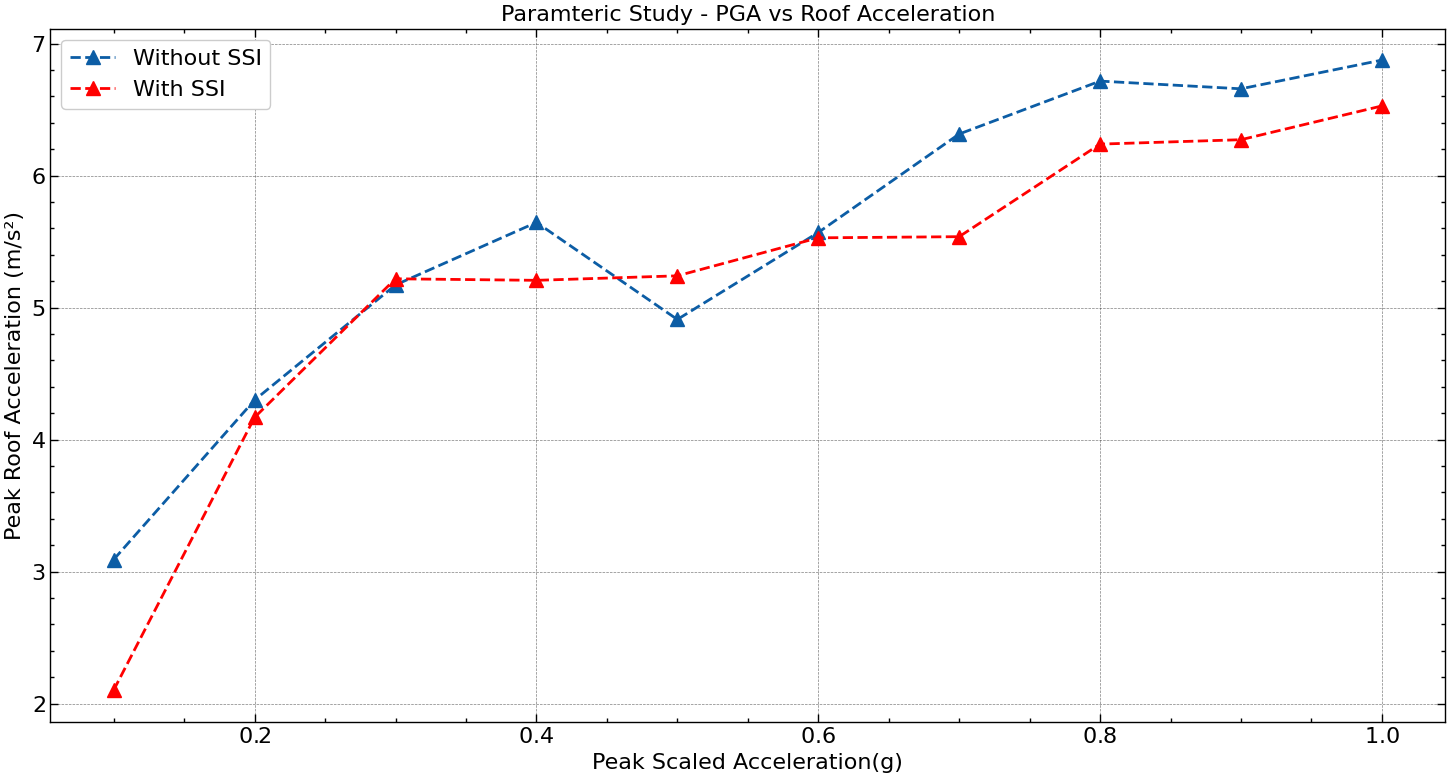 Paramteric Study - PGA vs Roof Acceleration
Without SSI
With SSI
Peak Roof Acceleration (m/s²)
7
6
5
4
3
2
0.2
0.4
0.6
0.8
1.0
Peak Scaled Acceleration(g)